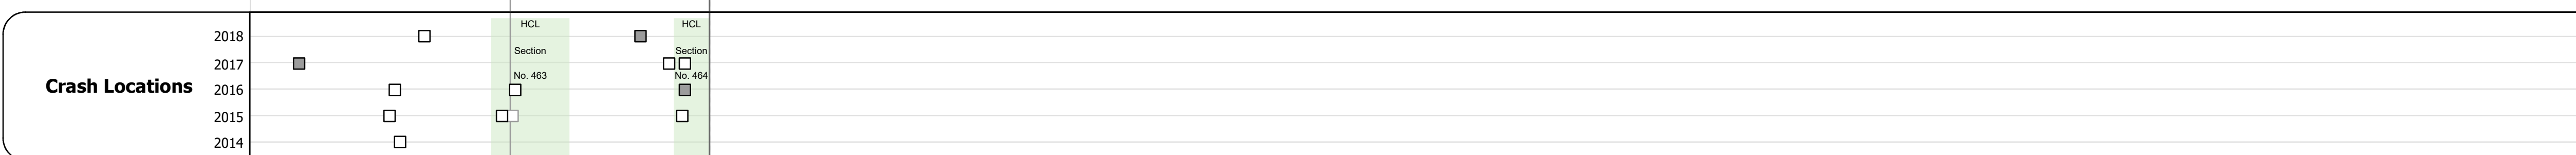 HCL
HCL
2018
Section
Section
2017
No. 463
No. 464
Crash Locations
2016
2015
2014